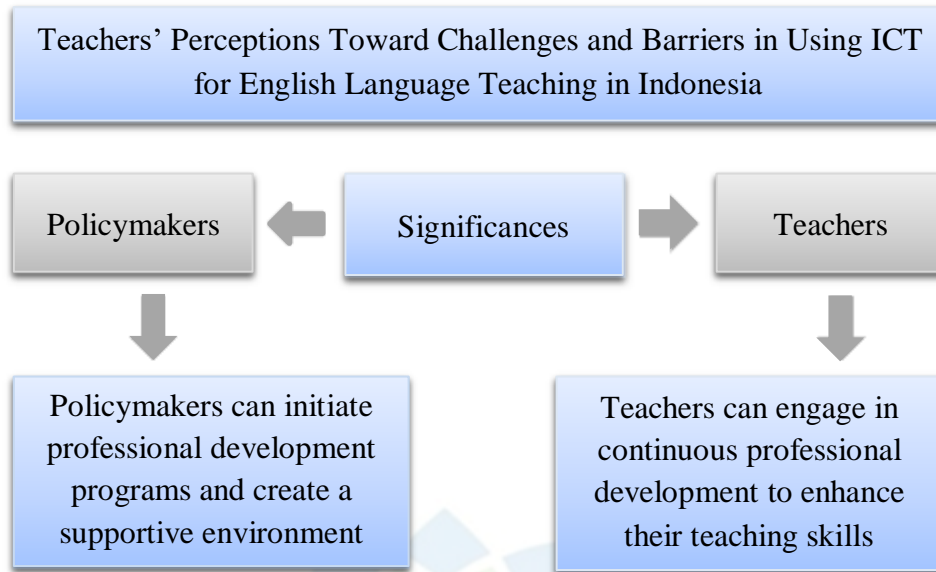 Teachers’ Perceptions Toward Challenges and Barriers in Using ICT
for English Language Teaching in Indonesia
Policymakers
Significances
Teachers
Policymakers can initiate
professional development
programs and create a
supportive environment
Teachers can engage in
continuous professional
development to enhance
their teaching skills